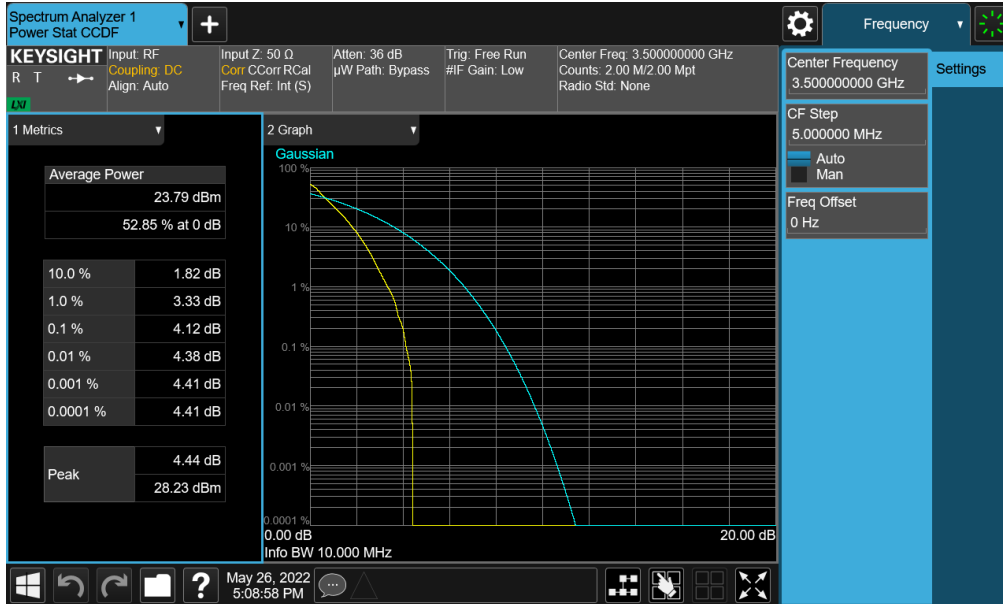 Spectrum Analyzer 1
Power Stat CCDF
Frequency
KEYSIGHT
R T
LXI
Input: RF
Coupling: DC
Align: Auto
Input Z: 50 Ω
Corr CCorr RCal
Freq Ref: Int (S)
Atten: 36 dB
µW Path: Bypass
Trig: Free Run
#IF Gain: Low
Center Freq: 3.500000000 GHz
Counts: 2.00 M/2.00 Mpt
Radio Std: None
Center Frequency
3.500000000 GHz
Settings
CF Step
5.000000 MHz
Auto
Man
Freq Offset
0 Hz
1 Metrics
Average Power
23.79 dBm
52.85 % at 0 dB
10.0 % 1.82 dB
1.0 % 3.33 dB
0.1 % 4.12 dB
0.01 % 4.38 dB
0.001 % 4.41 dB
0.0001 % 4.41 dB
Peak
4.44 dB
28.23 dBm
2 Graph
Gaussian
100 %
10 %
1 %
0.1 %
0.01 %
0.001 %
0.0001 %
0.00 dB 20.00 dB
Info BW 10.000 MHz
?
May 26, 2022
5:08:58 PM